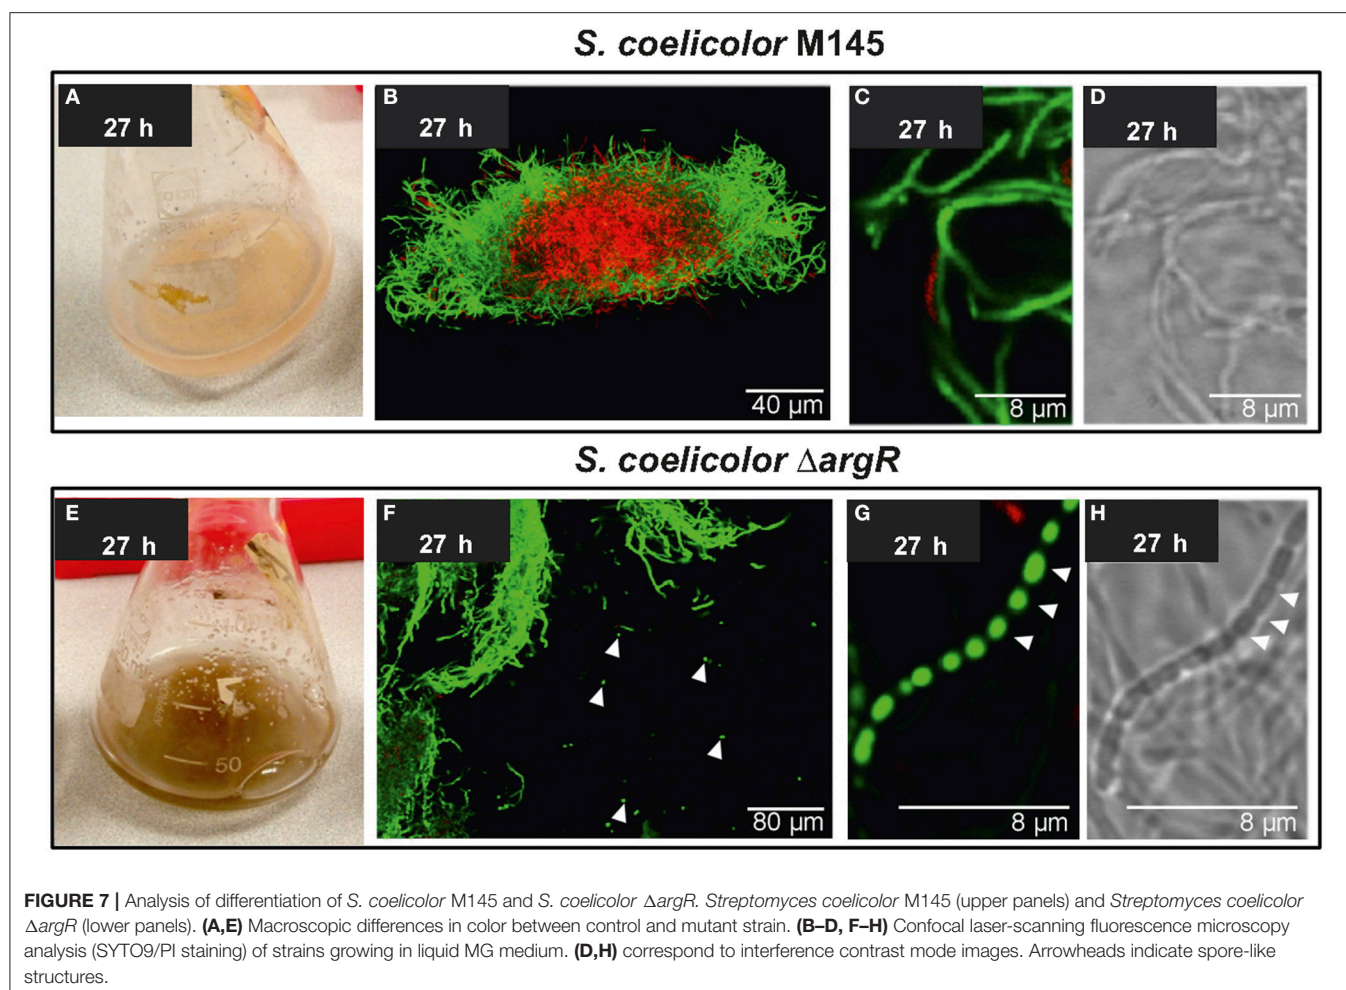 S. coelicolor M145
A
27 h
B
27 h
40 µm
C
27 h
8 µm
D
27 h
8 µm
S. coelicolor ΔargR
E
27 h
50
F
27 h
80 µm
G
27 h
8 µm
H
27 h
8 µm
FIGURE 7 | Analysis of differentiation of S. coelicolor M145 and S. coelicolor ΔargR. Streptomyces coelicolor M145 (upper panels) and Streptomyces coelicolor
ΔargR (lower panels). (A,E) Macroscopic differences in color between control and mutant strain. (B–D, F–H) Confocal laser-scanning fluorescence microscopy
analysis (SYTO9/PI staining) of strains growing in liquid MG medium. (D,H) correspond to interference contrast mode images. Arrowheads indicate spore-like
structures.